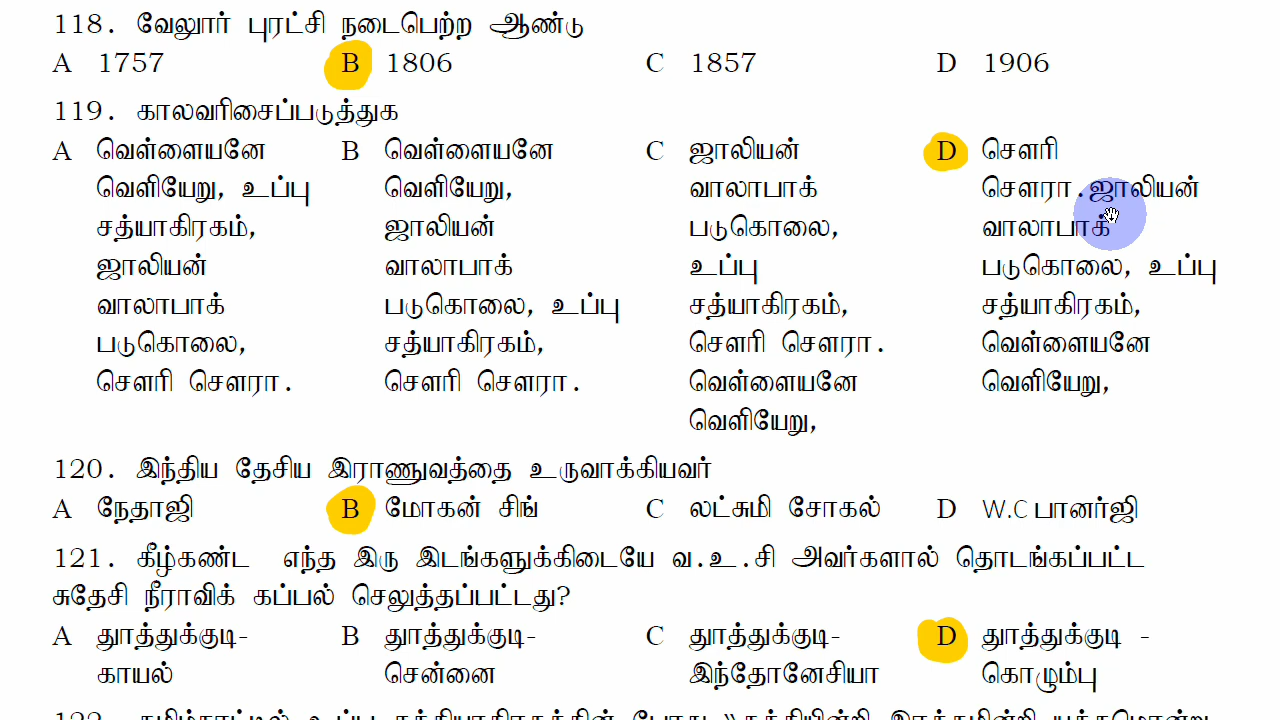 118. வேலூர் புரட்சி நடைபெற்ற ஆண்டு
A 1757 B 1806 C 1857 D 1906
119. காலவரிசைப்படுத்துக
A வெள்ளையனே B வெள்ளையனே C ஜாலியன் D சௌரி
வெளியேறு, உப்பு வெளியேறு, வாலாபாக் சௌரா.ஜாலியன்
சத்யாகிரகம், ஜாலியன் படுகொலை, வாலாபாக்
ஜாலியன் வாலாபாக் உப்பு படுகொலை, உப்பு
வாலாபாக் படுகொலை, உப்பு சத்யாகிரகம், சத்யாகிரகம்,
படுகொலை, சத்யாகிரகம், சௌரி சௌரா. வெள்ளையனே
சௌரி சௌரா. சௌரி சௌரா. வெள்ளையனே வெளியேறு,
வெளியேறு,
120. இந்திய தேசிய இராணுவத்தை உருவாக்கியவர்
A நேதாஜி B மோகன் சிங் C லட்சுமி சோகல் D W.C பானர்ஜி
121. கீழ்கண்ட எந்த இரு இடங்களுக்கிடையே வ.உ.சி அவர்களால் தொடங்கப்பட்ட
சுதேசி நீராவிக் கப்பல் செலுத்தப்பட்டது?
A தூத்துக்குடி- B தூத்துக்குடி- C தூத்துக்குடி- D தூத்துக்குடி -
காயல் சென்னை இந்தோனேசியா கொழும்பு